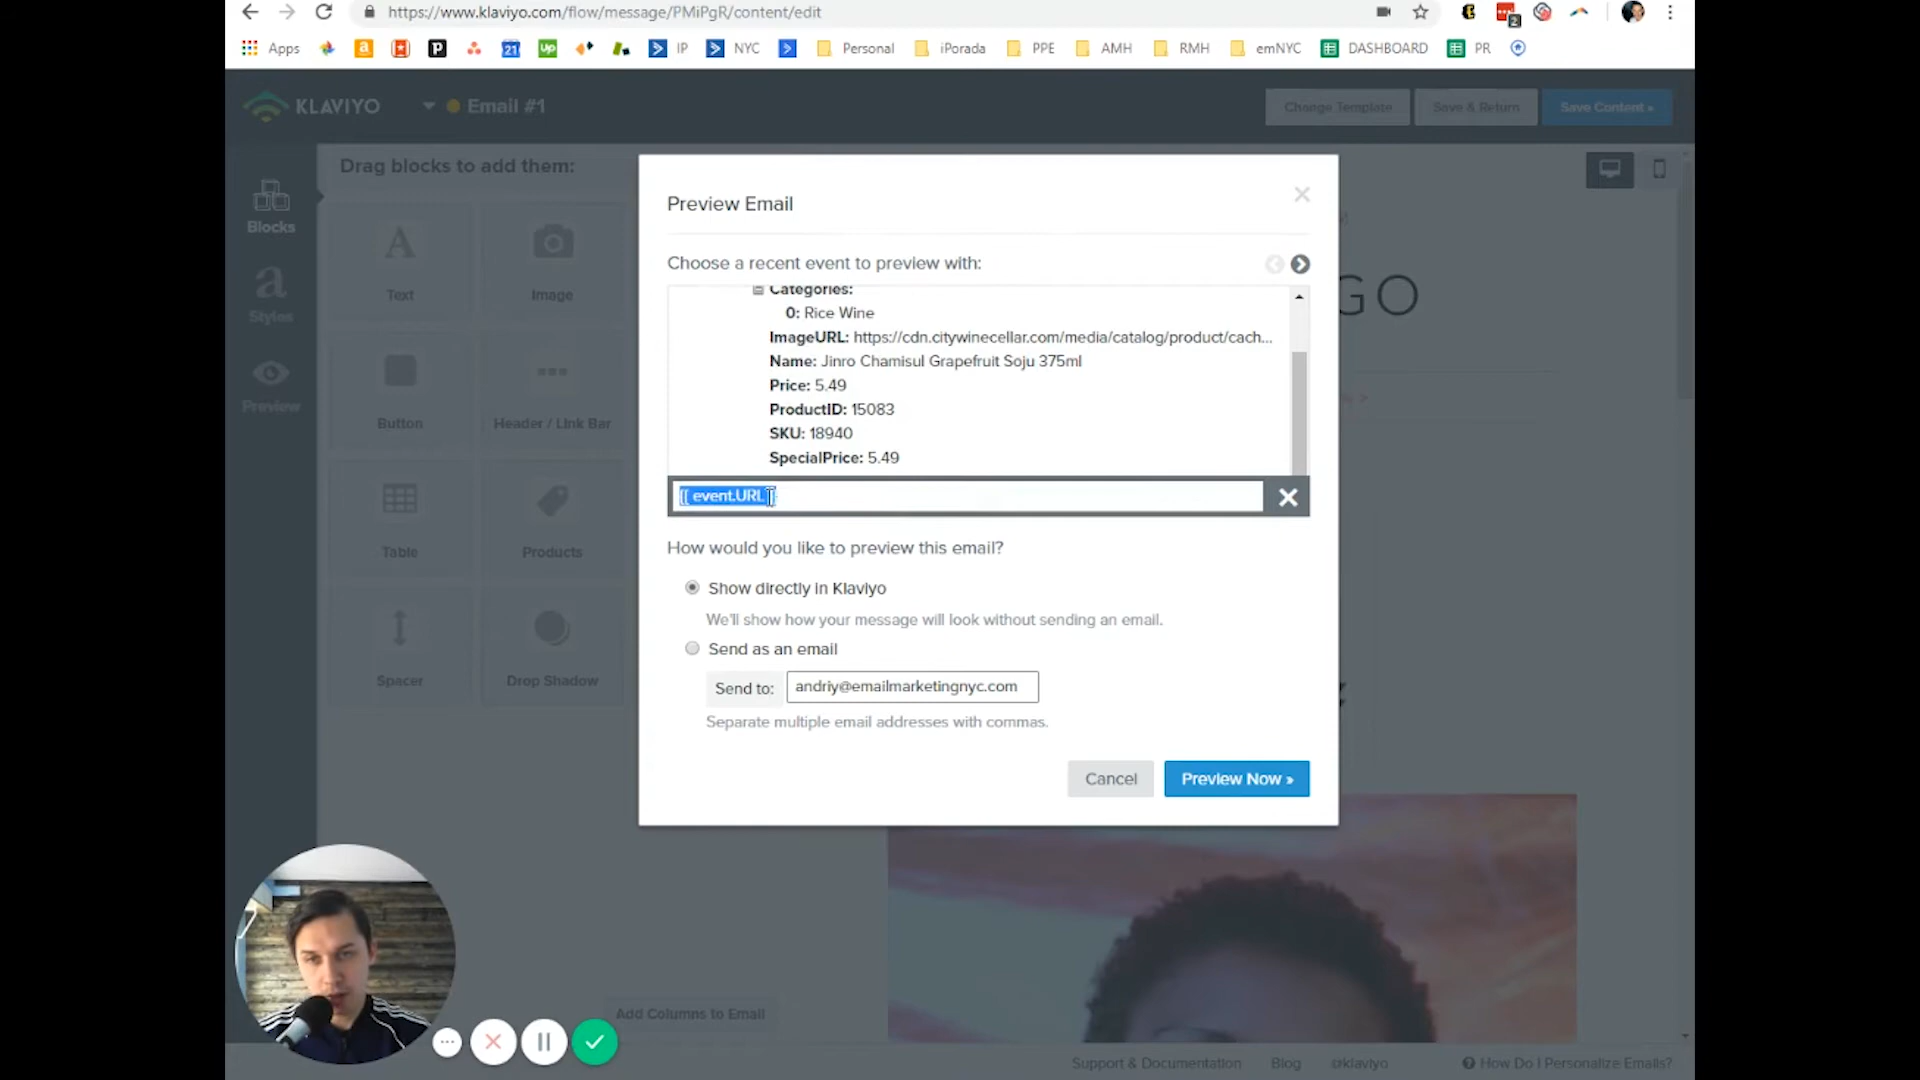 https://www.klaviyo.com/flow/message/PMiPgR/content/edit
2
Apps
a
P
21
up
IP
NYC
Personal
iPorada
PPE
AMH
RMH
emNYC
DASHBOARD
PR
KLAVIYO
Email #1
Change Template
Save & Return
Save Content »
Drag blocks to add them:
Blocks
Styles
Preview
Text
Image
Button
Header / Link Bar
Table
Products
Spacer
Drop Shadow
Add Columns to Email
GO
Preview Email
Choose a recent event to preview with:
Categories:
0: Rice Wine
ImageURL: https://cdn.citywinecellar.com/media/catalog/product/cach...
Name: Jinro Chamisul Grapefruit Soju 375ml
Price: 5.49
ProductID: 15083
SKU: 18940
SpecialPrice: 5.49
{{ event.URL }}
How would you like to preview this email?
Show directly in Klaviyo
We'll show how your message will look without sending an email.
Send as an email
Send to: andriy@emailmarketingnyc.com
Separate multiple email addresses with commas.
Cancel
Preview Now »
Support & Documentation
Blog
@klaviyo
How Do I Personalize Emails?